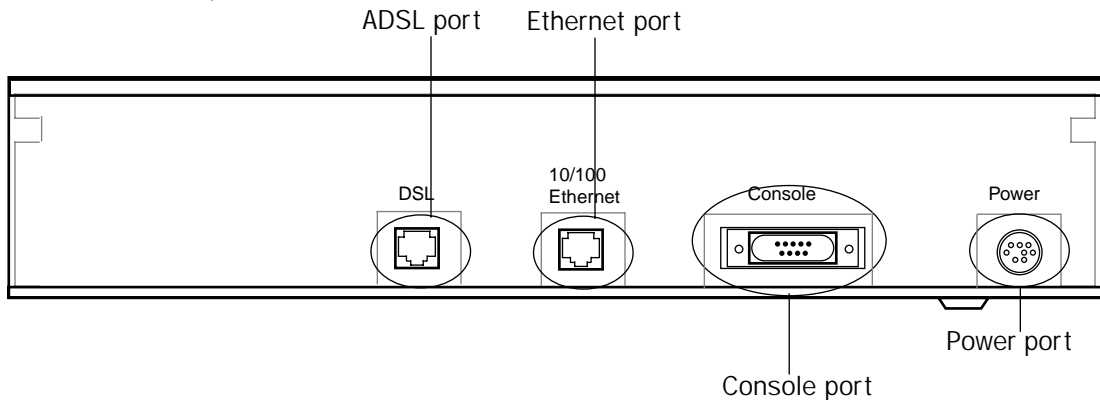 ADSL port
Ethernet port
DSL
10/100
Ethernet
Console
Power
Power port
Console port